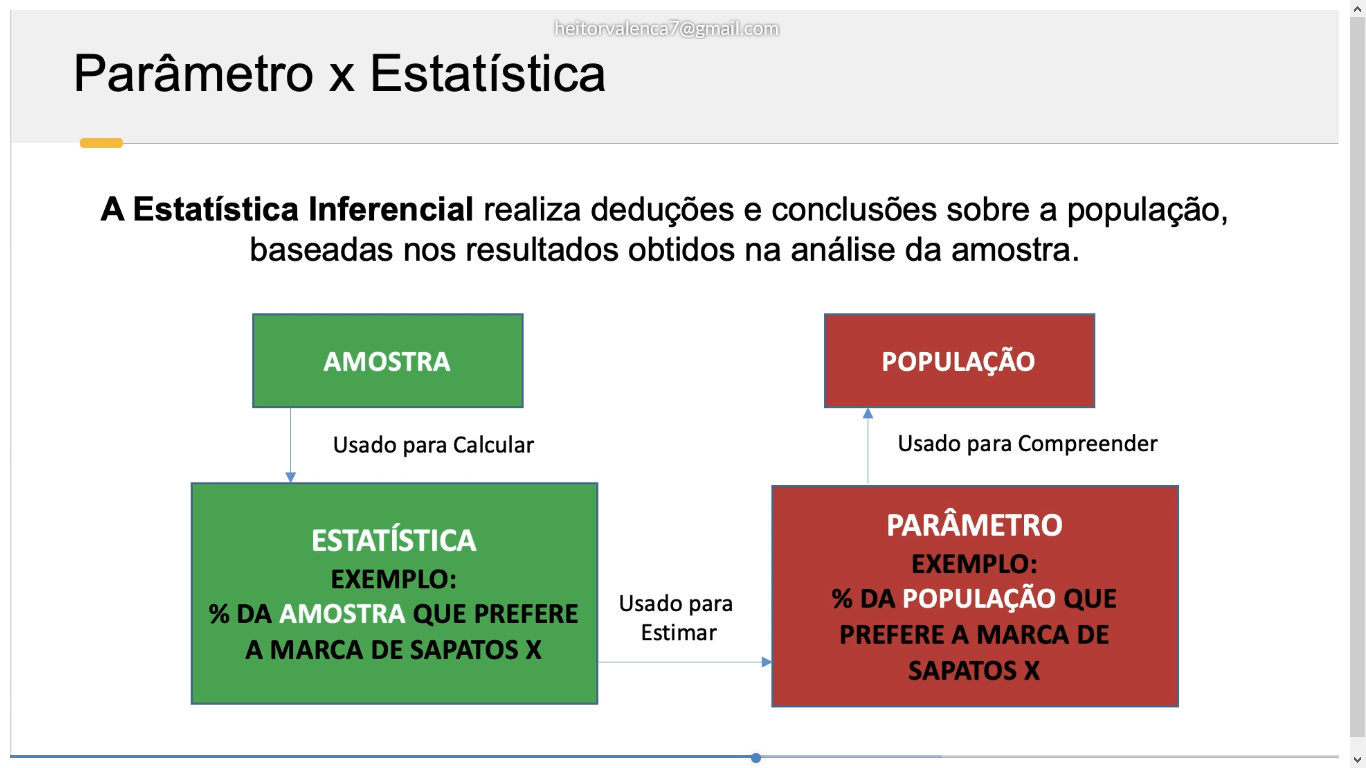 heitorvalenca7@gmail.com
Parâmetro x Estatística
A Estatística Inferencial realiza deduções e conclusões sobre a população,
baseadas nos resultados obtidos na análise da amostra.
AMOSTRA
POPULAÇÃO
Usado para Calcular
Usado para Compreender
ESTATÍSTICA
EXEMPLO:
% DA AMOSTRA QUE PREFERE
A MARCA DE SAPATOS X
Usado para
Estimar
PARÂMETRO
EXEMPLO:
% DA POPULAÇÃO QUE
PREFERE A MARCA DE
SAPATOS X